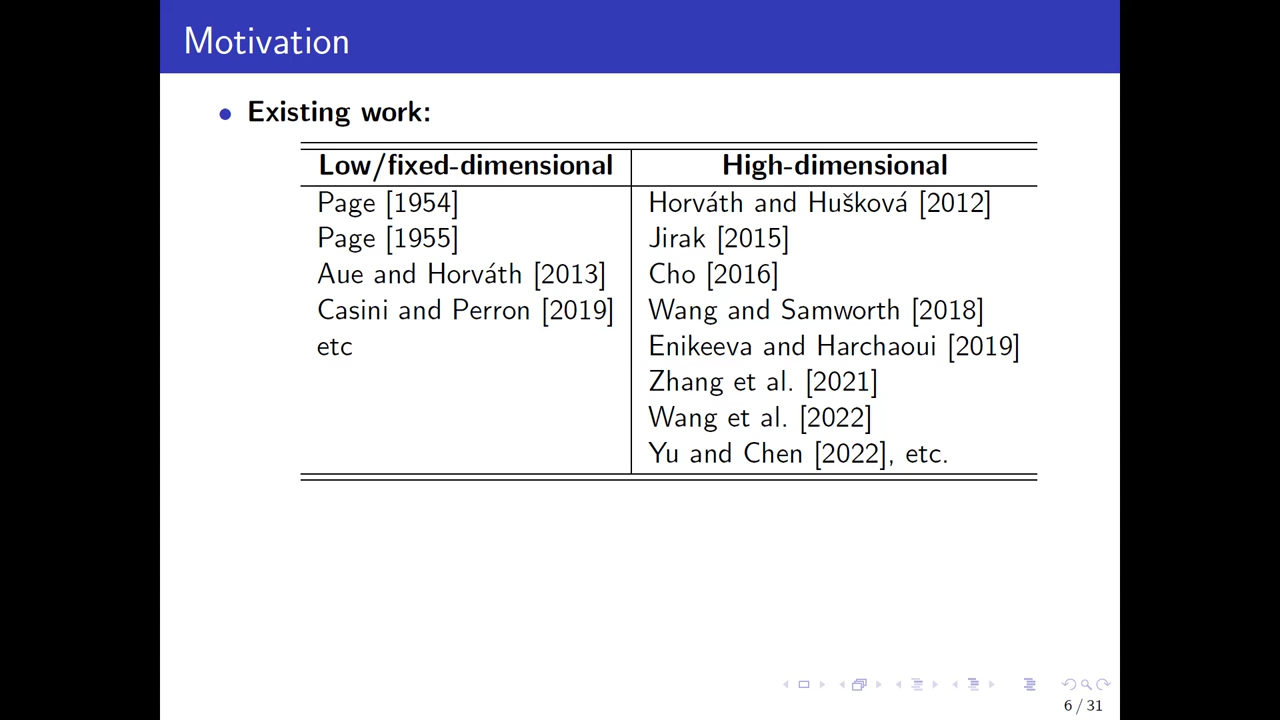 Motivation
• Existing work:
Low/fixed-dimensional High-dimensional
Page [1954] Horváth and Hušková [2012]
Page [1955] Jirak [2015]
Aue and Horváth [2013] Cho [2016]
Casini and Perron [2019] Wang and Samworth [2018]
etc Enikeeva and Harchaoui [2019]
Zhang et al. [2021]
Wang et al. [2022]
Yu and Chen [2022], etc.
6 / 31